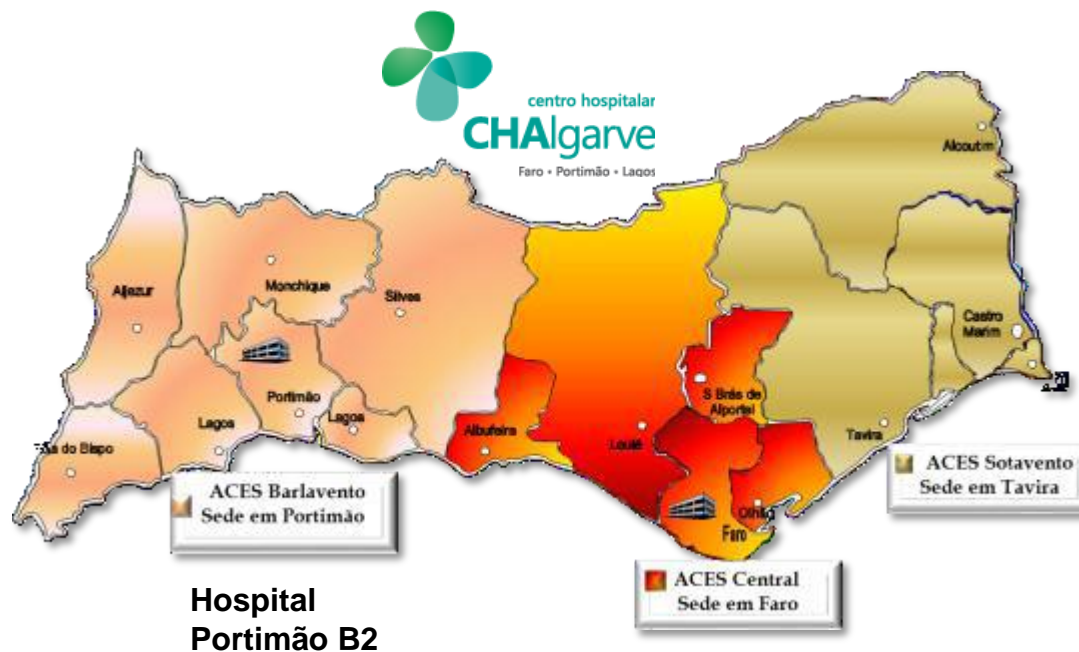 centro hospitalar
CHAlgarve
Faro • Portimão • Lagos
Alcoutim
Aljezur
Monchique
Silves
Castro
Marim
Portimão
Lagos
Lagoa
S Brás de
Alportel
Albufeira
Loulé
Tavira
do Bispo
Olhão
Faro
ACES Barlavento
Sede em Portimão
ACES Sotavento
Sede em Tavira
ACES Central
Sede em Faro
Hospital
Portimão B2